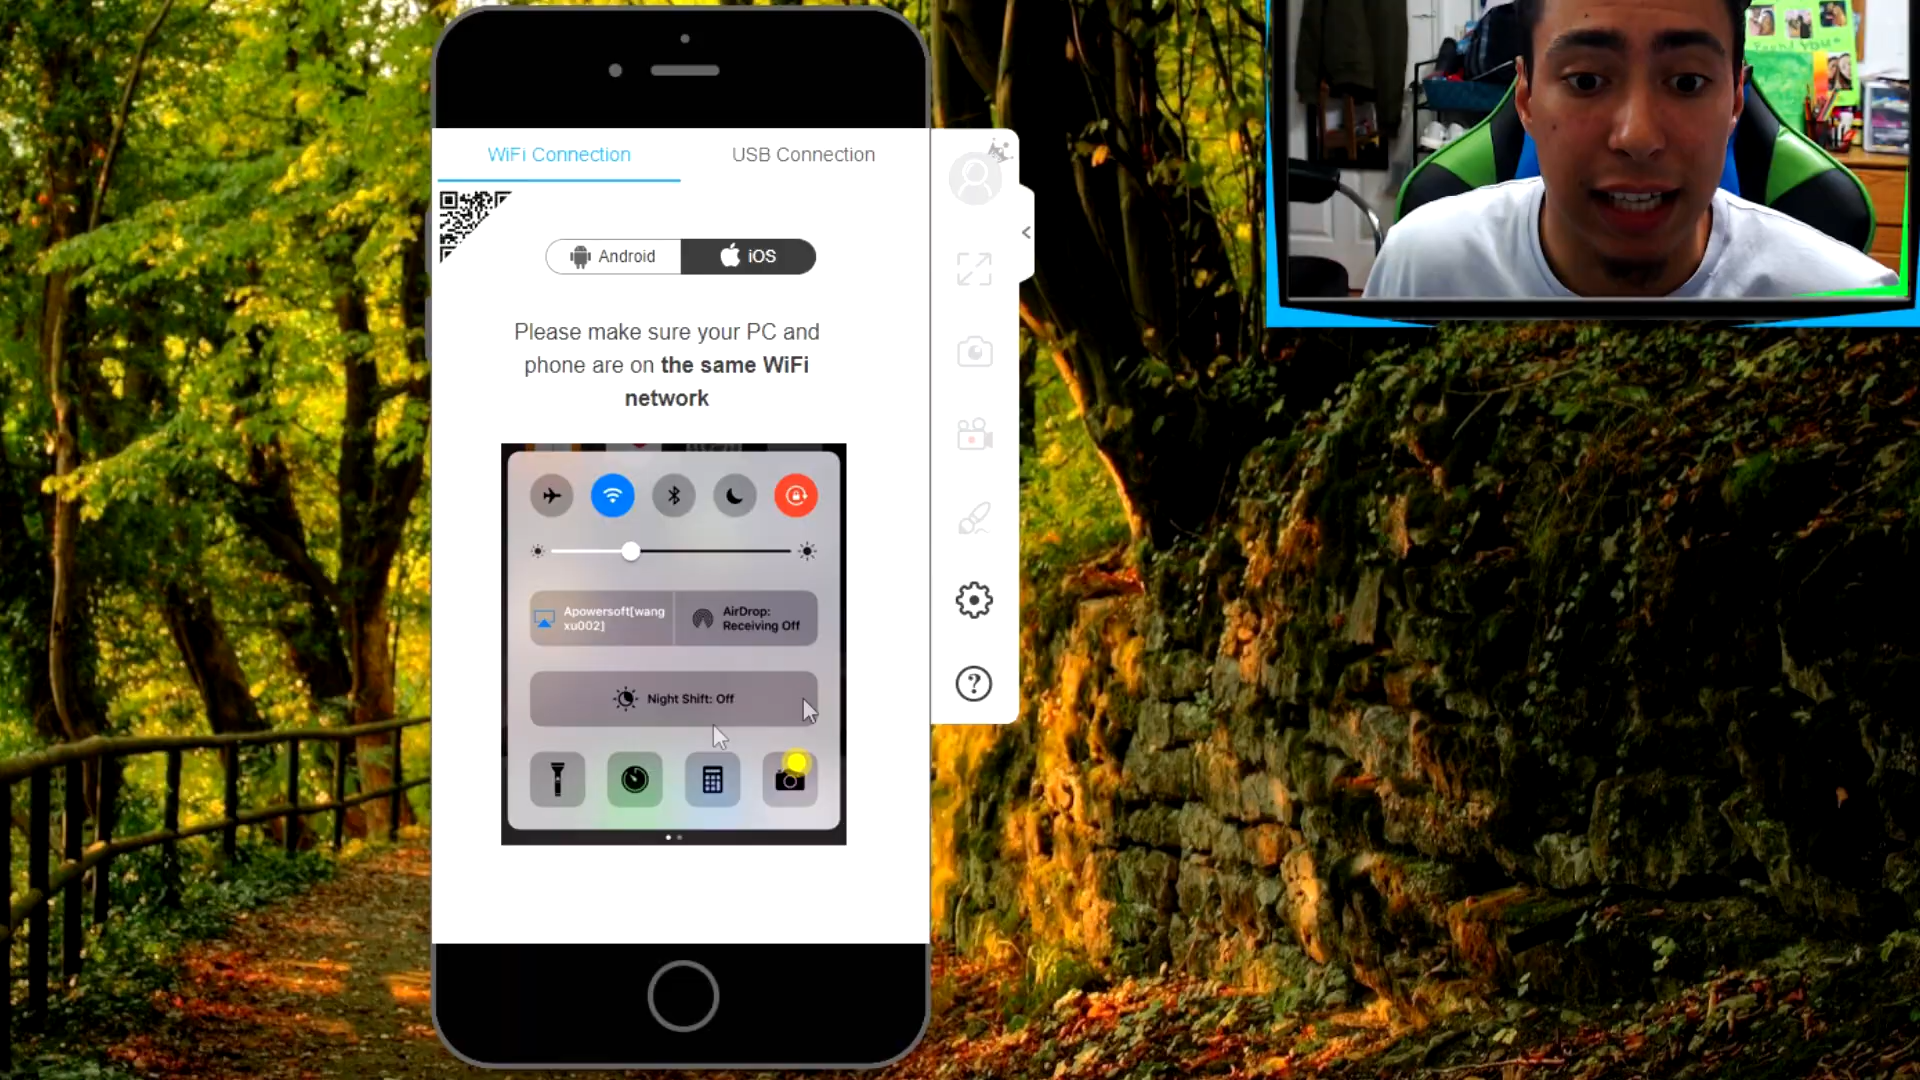 WiFi Connection
USB Connection
Android
iOS
Please make sure your PC and
phone are on the same WiFi
network
Apowersoft[wang
xu002]
AirDrop:
Receiving Off
Night Shift: Off